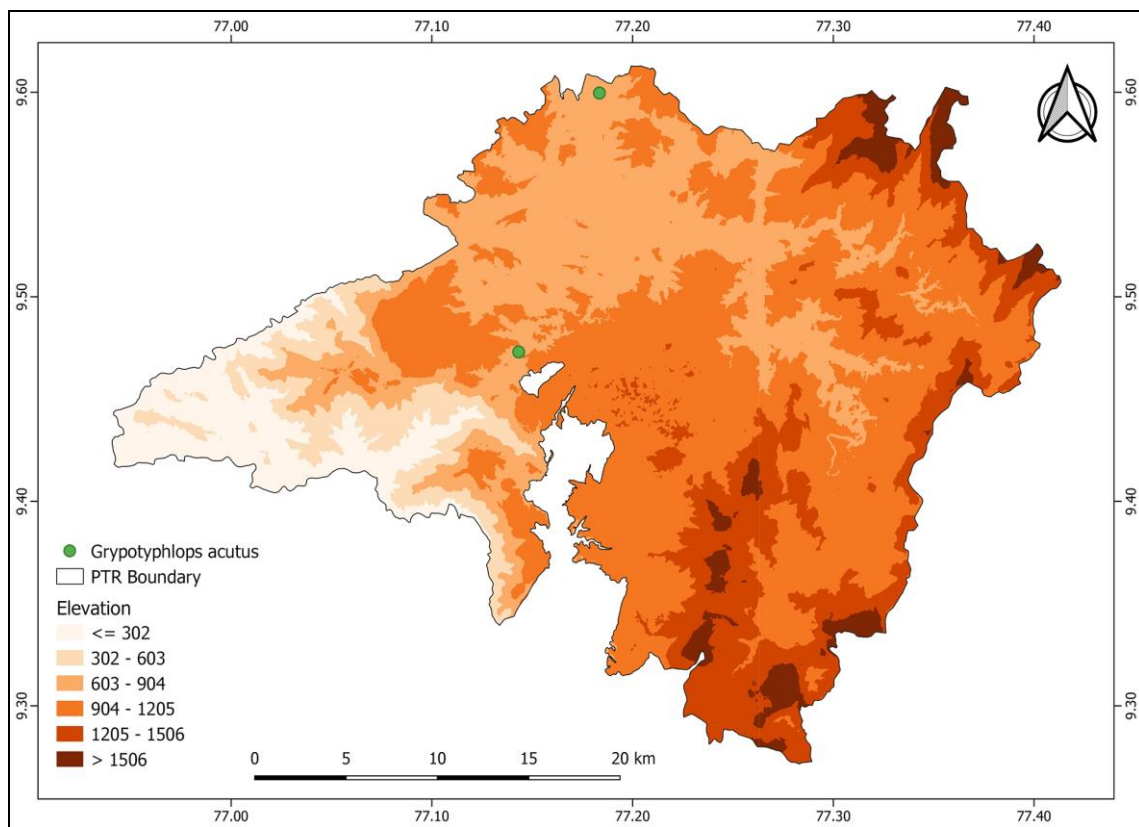 77.00 77.10 77.20 77.30 77.40
9.60 9.60
9.50 9.50
9.40 9.40
9.30 9.30
Grypotyphlops acutus
PTR Boundary
Elevation
<= 302
302 - 603
603 - 904
904 - 1205
1205 - 1506
> 1506
0 5 10 15 20 km
77.00 77.10 77.20 77.30 77.40